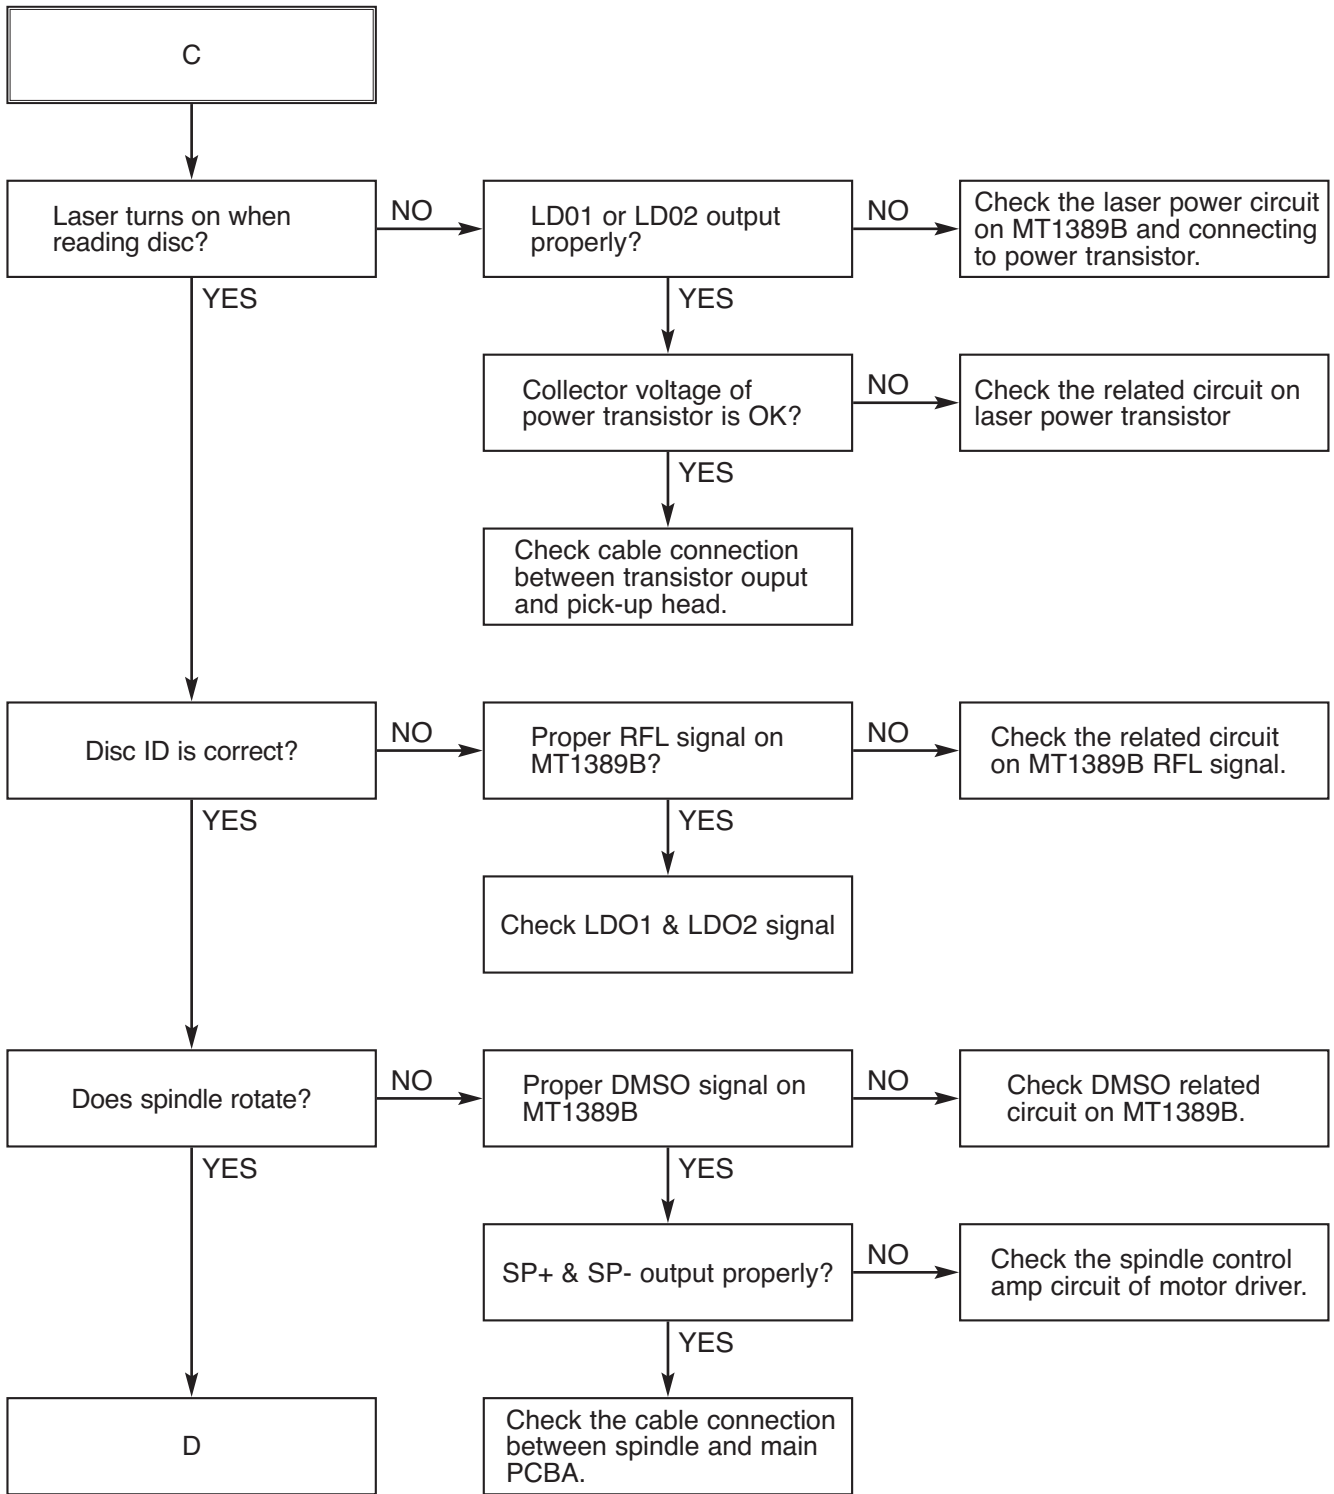 C
Laser turns on when
reading disc?
NO
LD01 or LD02 output
properly?
NO
Check the laser power circuit
on MT1389B and connecting
to power transistor.
YES
YES
Collector voltage of
power transistor is OK?
NO
Check the related circuit on
laser power transistor
YES
Check cable connection
between transistor ouput
and pick-up head.
Disc ID is correct?
NO
Proper RFL signal on
MT1389B?
NO
Check the related circuit
on MT1389B RFL signal.
YES
YES
Check LDO1 & LDO2 signal
Does spindle rotate?
NO
Proper DMSO signal on
MT1389B
NO
Check DMSO related
circuit on MT1389B.
YES
YES
SP+ & SP- output properly?
NO
Check the spindle control
amp circuit of motor driver.
YES
D
Check the cable connection
between spindle and main
PCBA.